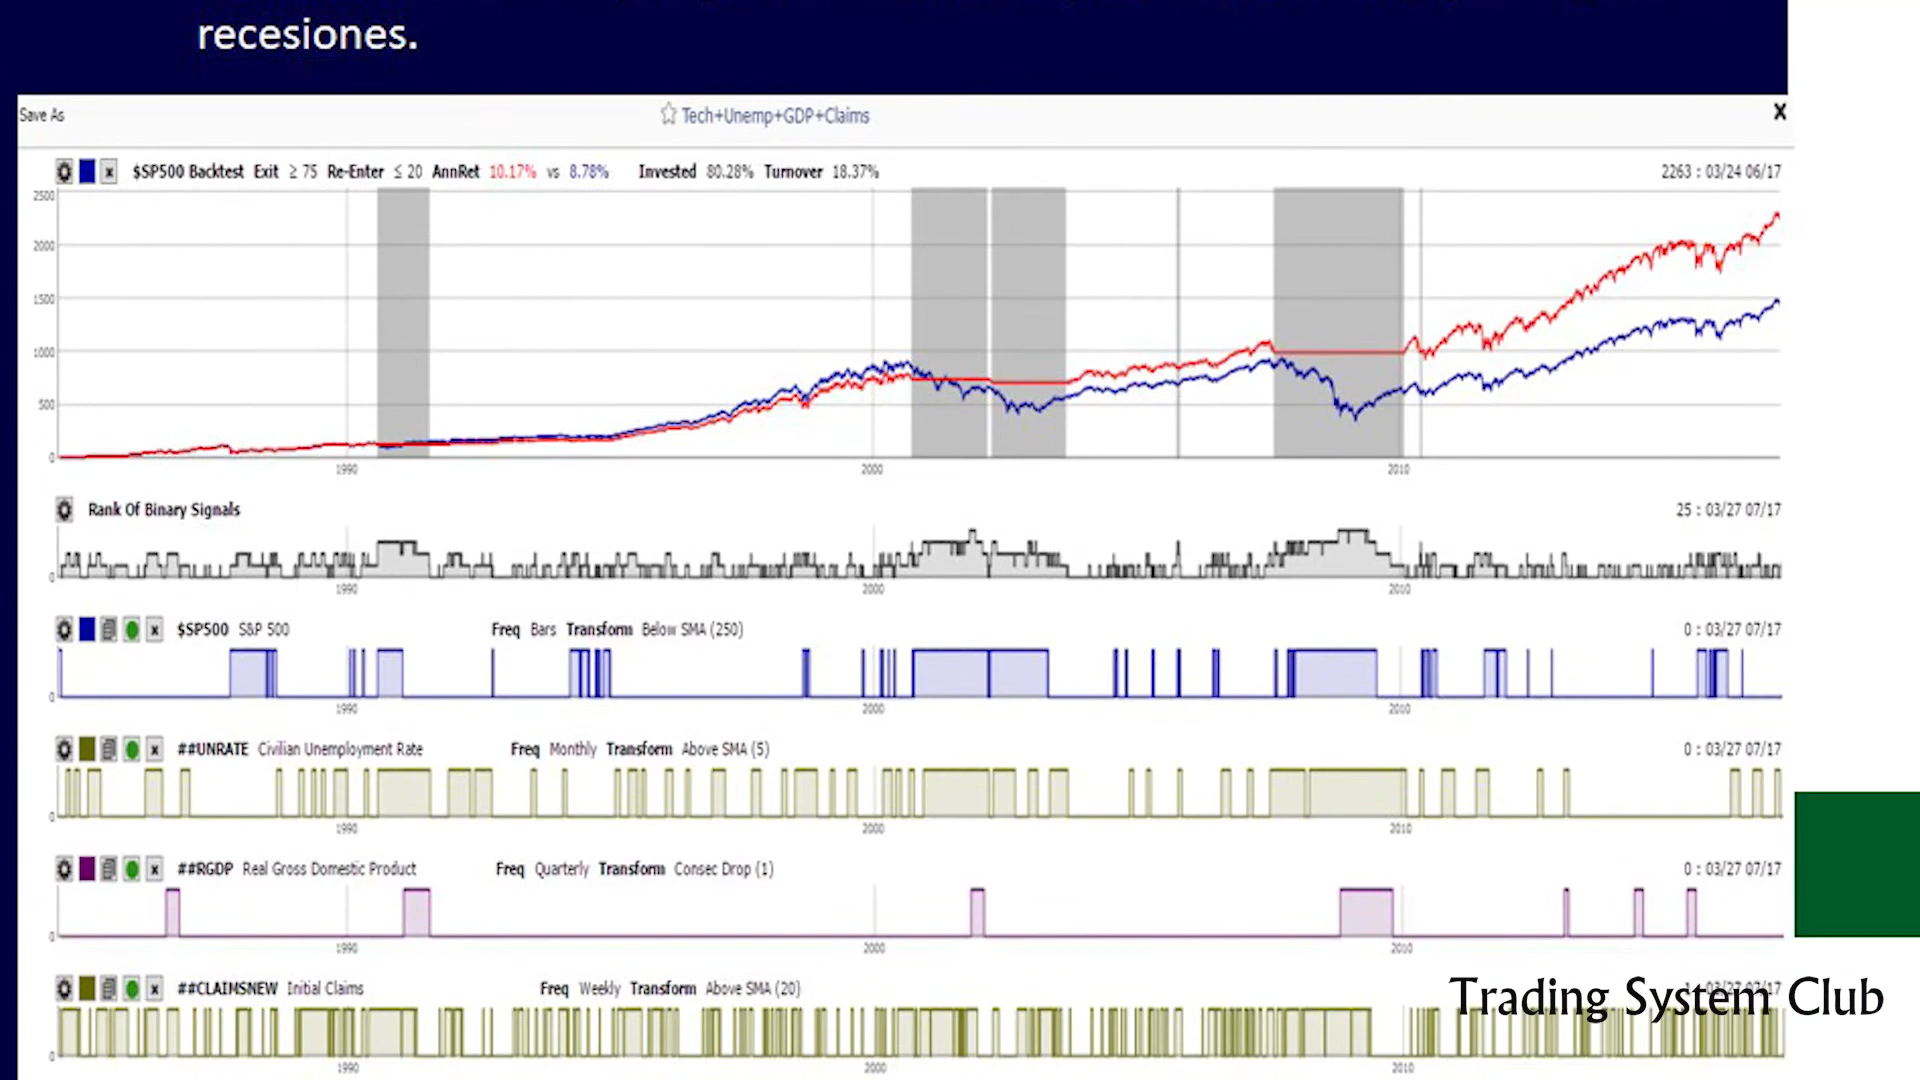 recesiones.
Save As
Tech+Unemp+GDP+Claims
X
$SP500 Backtest Exit ≥ 75 Re-Enter ≤ 20 AnnRet 10.17% vs 8.78% Invested 80.28% Turnover 18.37%
2263 : 03/24 06/17
2500
2000
1500
1000
500
0
1990 2000 2010
Rank Of Binary Signals
25 : 03/27 07/17
0
1990 2000 2010
$SP500 S&P 500 Freq Bars Transform Below SMA (250)
0 : 03/27 07/17
0
1990 2000 2010
##UNRATE Civilian Unemployment Rate Freq Monthly Transform Above SMA (5)
0 : 03/27 07/17
0
1990 2000 2010
##RGDP Real Gross Domestic Product Freq Quarterly Transform Consec Drop (1)
0 : 03/27 07/17
0
1990 2000 2010
##CLAIMSNEW Initial Claims Freq Weekly Transform Above SMA (20)
Trading System Club
0
1990 2000 2010